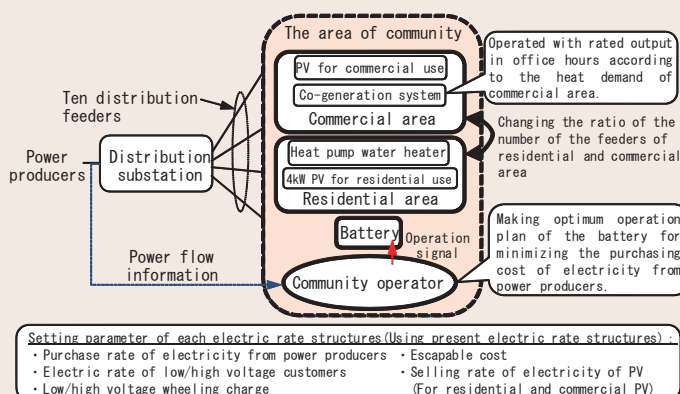 The area of community
PV for commercial use
Co-generation system
Commercial area
Operated with rated output
in office hours according
to the heat demand of
commercial area.
Ten distribution
feeders
Changing the ratio of the
number of the feeders of
residential and commercial
area
Power
producers
Distribution
substation
Heat pump water heater
4kW PV for residential use
Residential area
Battery
Operation
signal
Making optimum operation
plan of the battery for
minimizing the purchasing
cost of electricity from
power producers.
Power flow
information
Community operator
Setting parameter of each electric rate structures(Using present electric rate structures) :
・Purchase rate of electricity from power producers
・Electric rate of low/high voltage customers
・Low/high voltage wheeling charge
・Escapable cost
・Selling rate of electricity of PV
(For residential and commercial PV)